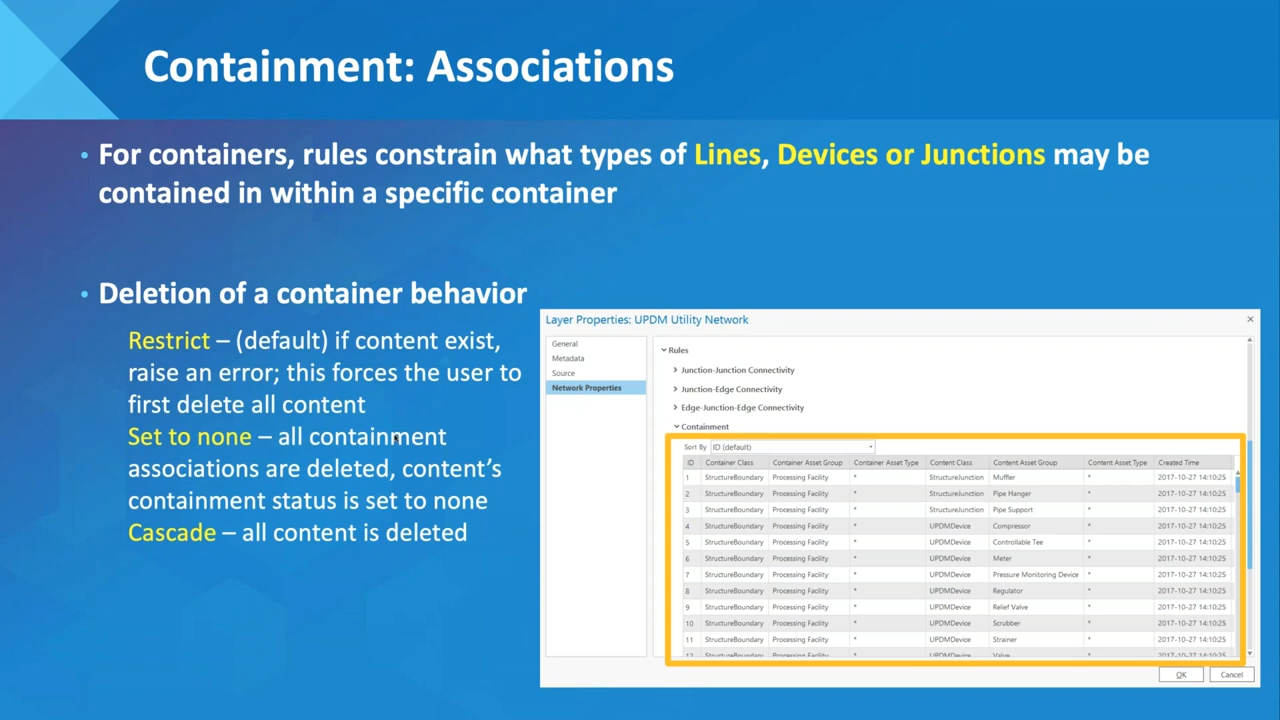 Containment: Associations
• For containers, rules constrain what types of Lines, Devices or Junctions may be
contained in within a specific container
• Deletion of a container behavior
Restrict – (default) if content exist,
raise an error; this forces the user to
first delete all content
Set to none – all containment
associations are deleted, content's
containment status is set to none
Cascade – all content is deleted
Layer Properties: UPDM Utility Network
General
Metadata
Source
Network Properties
Rules
Junction-Junction Connectivity
Junction-Edge Connectivity
Edge-Junction-Edge Connectivity
Containment
Sort By ID (default)
ID Container Class Container Asset Group Container Asset Type Content Class Content Asset Group Content Asset Type Created Time
1 StructureBoundary Processing Facility * StructureJunction Muffler * 2017-10-27 14:10:25
2 StructureBoundary Processing Facility * StructureJunction Pipe Hanger * 2017-10-27 14:10:25
3 StructureBoundary Processing Facility * StructureJunction Pipe Support * 2017-10-27 14:10:25
4 StructureBoundary Processing Facility * UPDMDevice Compressor * 2017-10-27 14:10:25
5 StructureBoundary Processing Facility * UPDMDevice Controllable Tee * 2017-10-27 14:10:25
6 StructureBoundary Processing Facility * UPDMDevice Meter * 2017-10-27 14:10:25
7 StructureBoundary Processing Facility * UPDMDevice Pressure Monitoring Device * 2017-10-27 14:10:25
8 StructureBoundary Processing Facility * UPDMDevice Regulator * 2017-10-27 14:10:25
9 StructureBoundary Processing Facility * UPDMDevice Relief Valve * 2017-10-27 14:10:25
10 StructureBoundary Processing Facility * UPDMDevice Scrubber * 2017-10-27 14:10:25
11 StructureBoundary Processing Facility * UPDMDevice Strainer * 2017-10-27 14:10:25
12 StructureBoundary Processing Facility * UPDMDevice Valve * 2017-10-27 14:10:25
OK Cancel